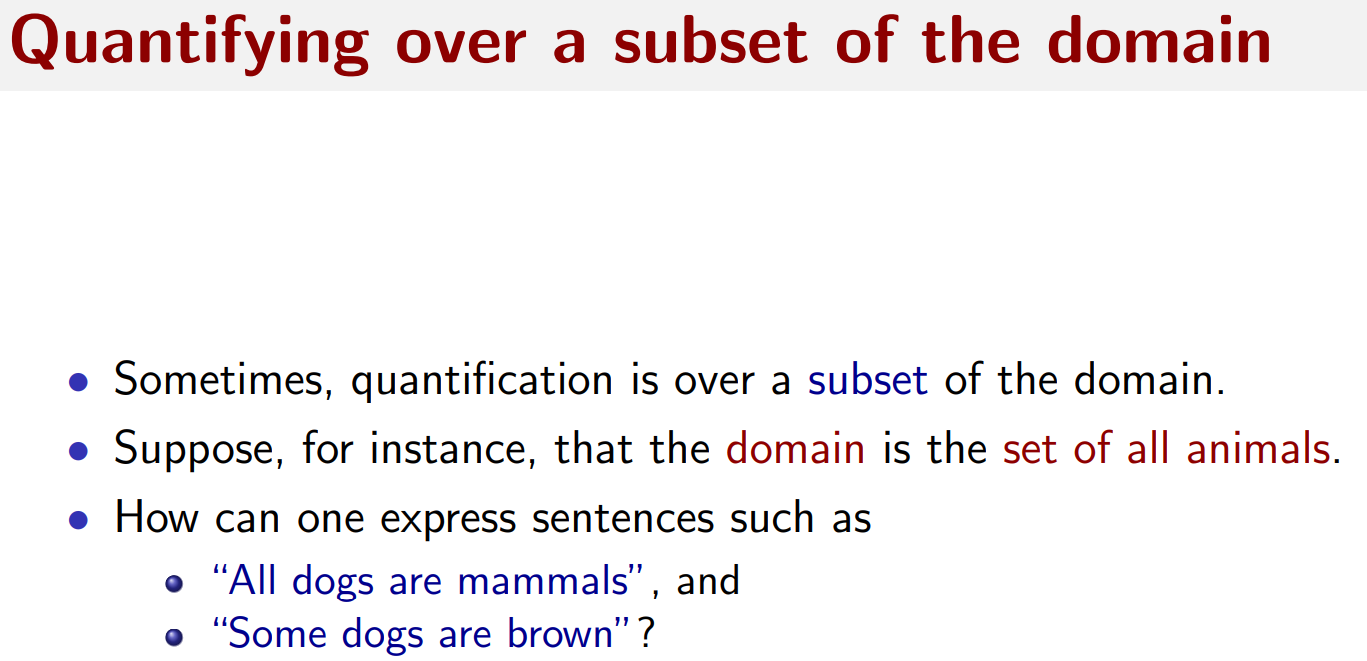 Quantifying over a subset of the domain
• Sometimes, quantification is over a subset of the domain.
• Suppose, for instance, that the domain is the set of all animals.
• How can one express sentences such as
• “All dogs are mammals”, and
• “Some dogs are brown”?